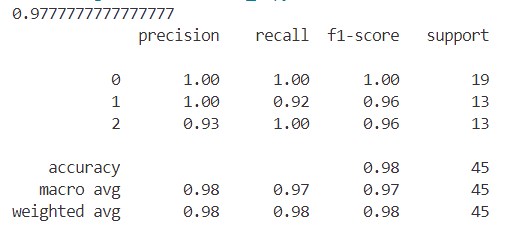 0.9777777777777777
precision recall f1-score support
0 1.00 1.00 1.00 19
1 1.00 0.92 0.96 13
2 0.93 1.00 0.96 13
accuracy 0.98 45
macro avg 0.98 0.97 0.97 45
weighted avg 0.98 0.98 0.98 45